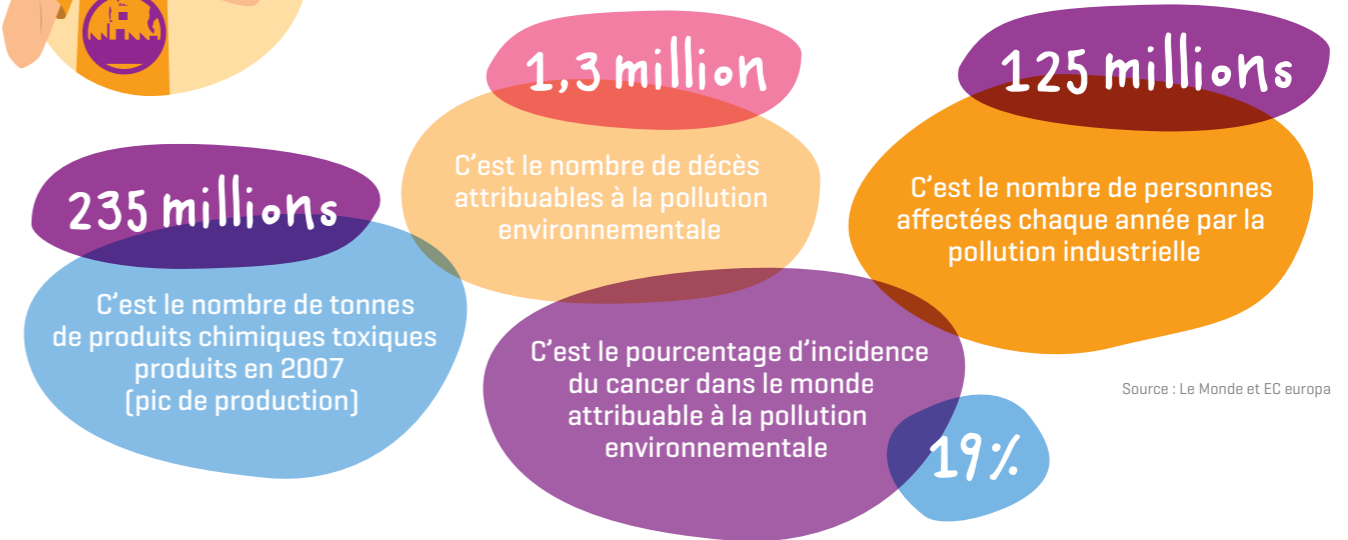 235 millions
C'est le nombre de tonnes
de produits chimiques toxiques
produits en 2007
(pic de production)
1,3 million
C'est le nombre de décès
attribuables à la pollution
environnementale
C'est le pourcentage d'incidence
du cancer dans le monde
attribuable à la pollution
environnementale
19%
125 millions
C'est le nombre de personnes
affectées chaque année par la
pollution industrielle
Source : Le Monde et EC europa